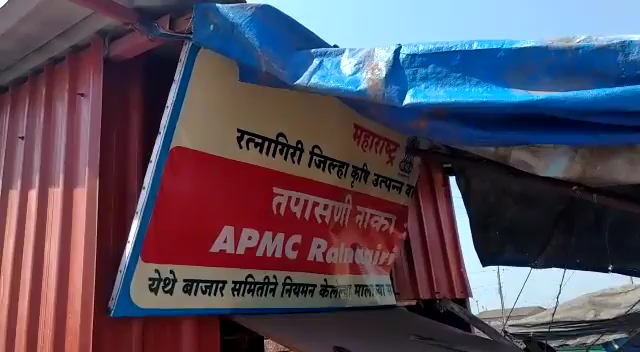 महाराष्ट्र
रत्नागिरी जिल्हा कृषि उत्पन्न
तपासणी नाका
APMC Ratnagiri
येथे बाजार समितीने नियमन केलेल्या